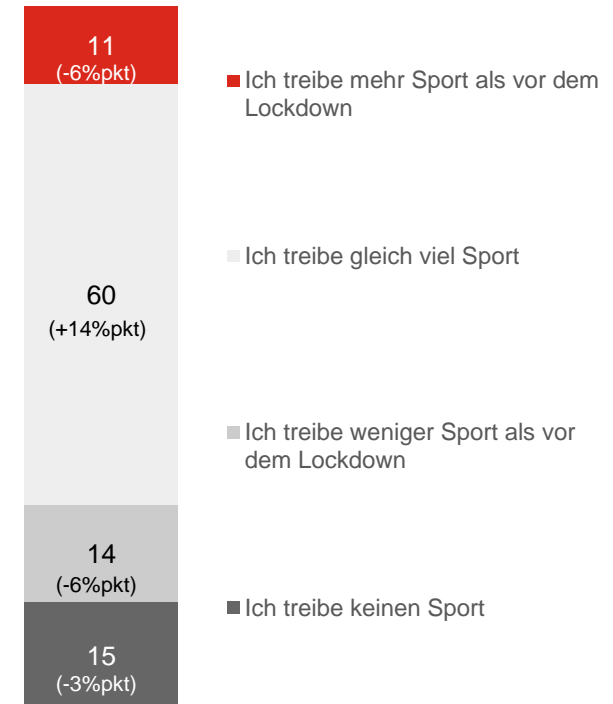 11
(-6%pkt)
Ich treibe mehr Sport als vor dem
Lockdown
Ich treibe gleich viel Sport
60
(+14%pkt)
Ich treibe weniger Sport als vor
dem Lockdown
14
(-6%pkt)
Ich treibe keinen Sport
15
(-3%pkt)